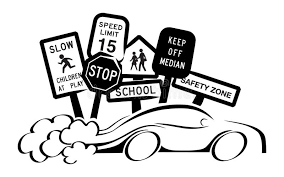 SLOW
CHILDREN
AT PLAY
SPEED
LIMIT
15
STOP
SCHOOL
KEEP
OFF
MEDIAN
SAFETY ZONE